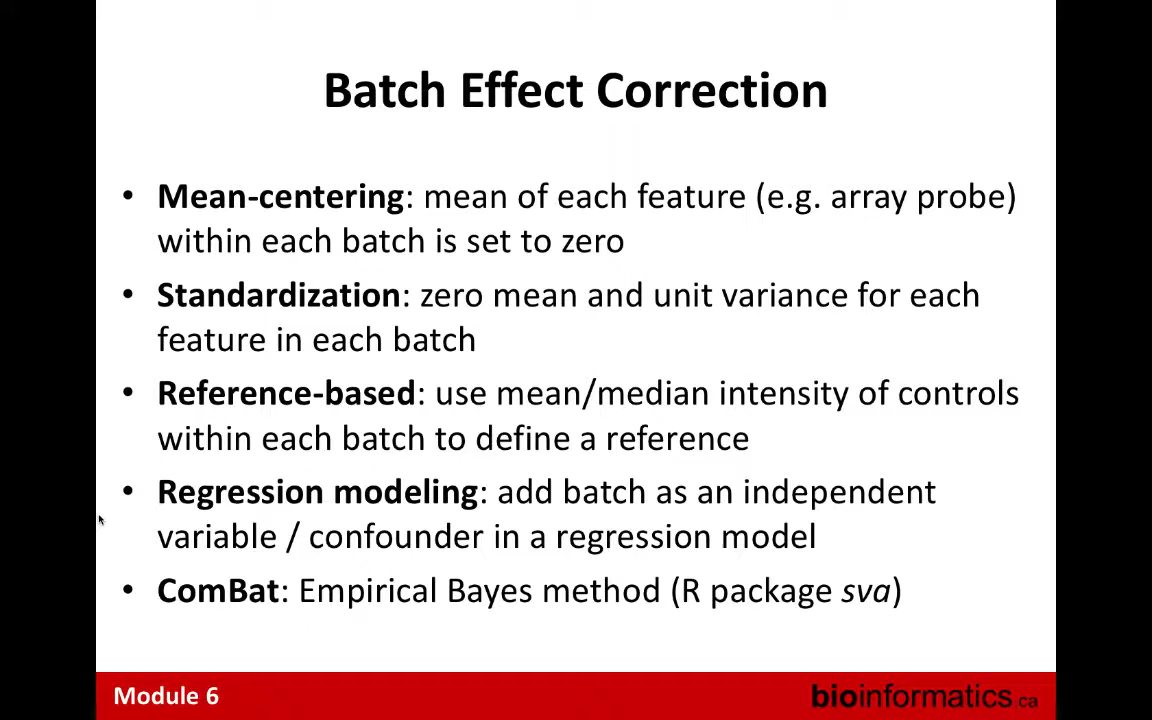 Batch Effect Correction
• Mean-centering: mean of each feature (e.g. array probe)
within each batch is set to zero
• Standardization: zero mean and unit variance for each
feature in each batch
• Reference-based: use mean/median intensity of controls
within each batch to define a reference
• Regression modeling: add batch as an independent
variable / confounder in a regression model
• ComBat: Empirical Bayes method (R package sva)
Module 6
bioinformatics.ca